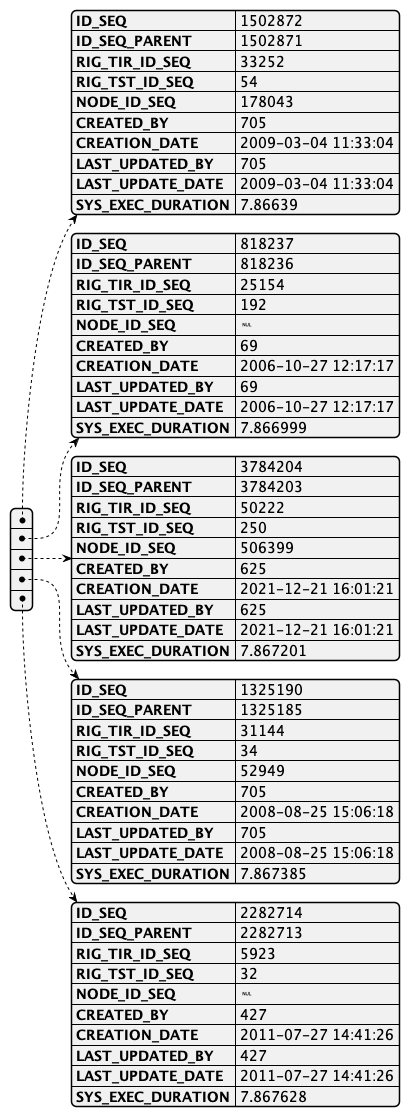 ID_SEQ 1502872
ID_SEQ_PARENT 1502871
RIG_TIR_ID_SEQ 33252
RIG_TST_ID_SEQ 54
NODE_ID_SEQ 178043
CREATED_BY 705
CREATION_DATE 2009-03-04 11:33:04
LAST_UPDATED_BY 705
LAST_UPDATE_DATE 2009-03-04 11:33:04
SYS_EXEC_DURATION 7.86639
ID_SEQ 818237
ID_SEQ_PARENT 818236
RIG_TIR_ID_SEQ 25154
RIG_TST_ID_SEQ 192
NODE_ID_SEQ NUL
CREATED_BY 69
CREATION_DATE 2006-10-27 12:17:17
LAST_UPDATED_BY 69
LAST_UPDATE_DATE 2006-10-27 12:17:17
SYS_EXEC_DURATION 7.866999
ID_SEQ 3784204
ID_SEQ_PARENT 3784203
RIG_TIR_ID_SEQ 50222
RIG_TST_ID_SEQ 250
NODE_ID_SEQ 506399
CREATED_BY 625
CREATION_DATE 2021-12-21 16:01:21
LAST_UPDATED_BY 625
LAST_UPDATE_DATE 2021-12-21 16:01:21
SYS_EXEC_DURATION 7.867201
ID_SEQ 1325190
ID_SEQ_PARENT 1325185
RIG_TIR_ID_SEQ 31144
RIG_TST_ID_SEQ 34
NODE_ID_SEQ 52949
CREATED_BY 705
CREATION_DATE 2008-08-25 15:06:18
LAST_UPDATED_BY 705
LAST_UPDATE_DATE 2008-08-25 15:06:18
SYS_EXEC_DURATION 7.867385
ID_SEQ 2282714
ID_SEQ_PARENT 2282713
RIG_TIR_ID_SEQ 5923
RIG_TST_ID_SEQ 32
NODE_ID_SEQ NUL
CREATED_BY 427
CREATION_DATE 2011-07-27 14:41:26
LAST_UPDATED_BY 427
LAST_UPDATE_DATE 2011-07-27 14:41:26
SYS_EXEC_DURATION 7.867628